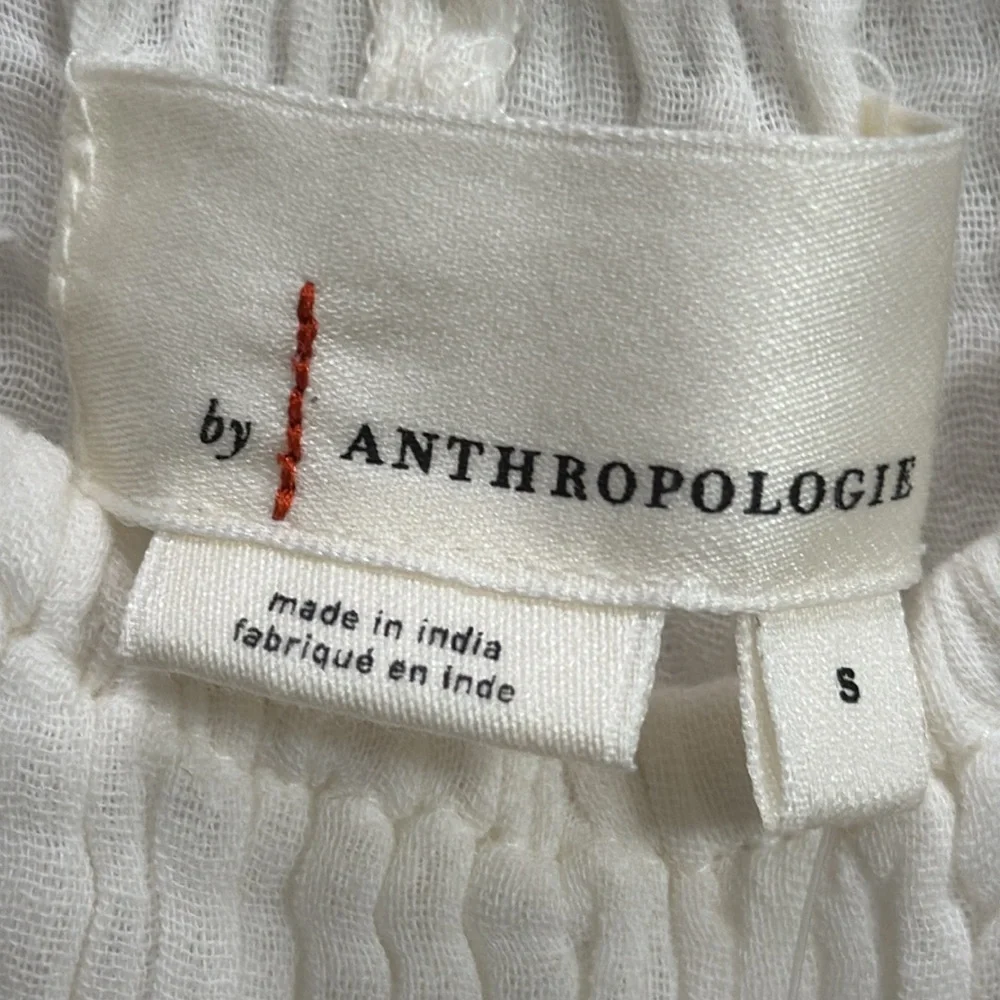 by ANTHROPOLOGIE
made in india
fabriqué en inde
S